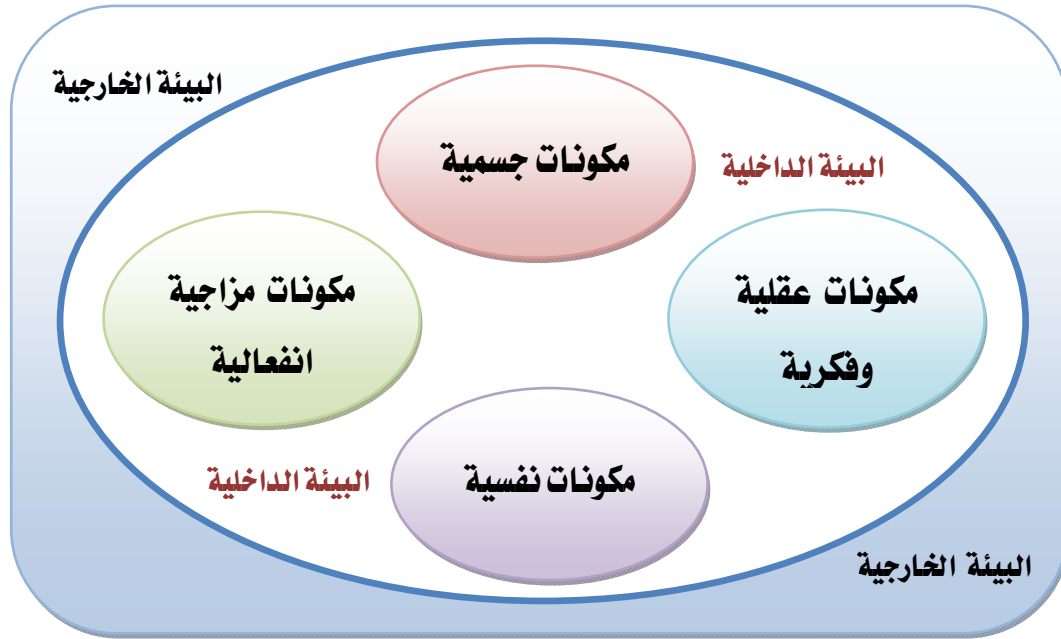 البيئة الخارجية
مكونات جسمية
البيئة الداخلية
مكونات عقلية
وفكرية
مكونات مزاجية
انفعالية
مكونات نفسية
البيئة الداخلية
البيئة الخارجية